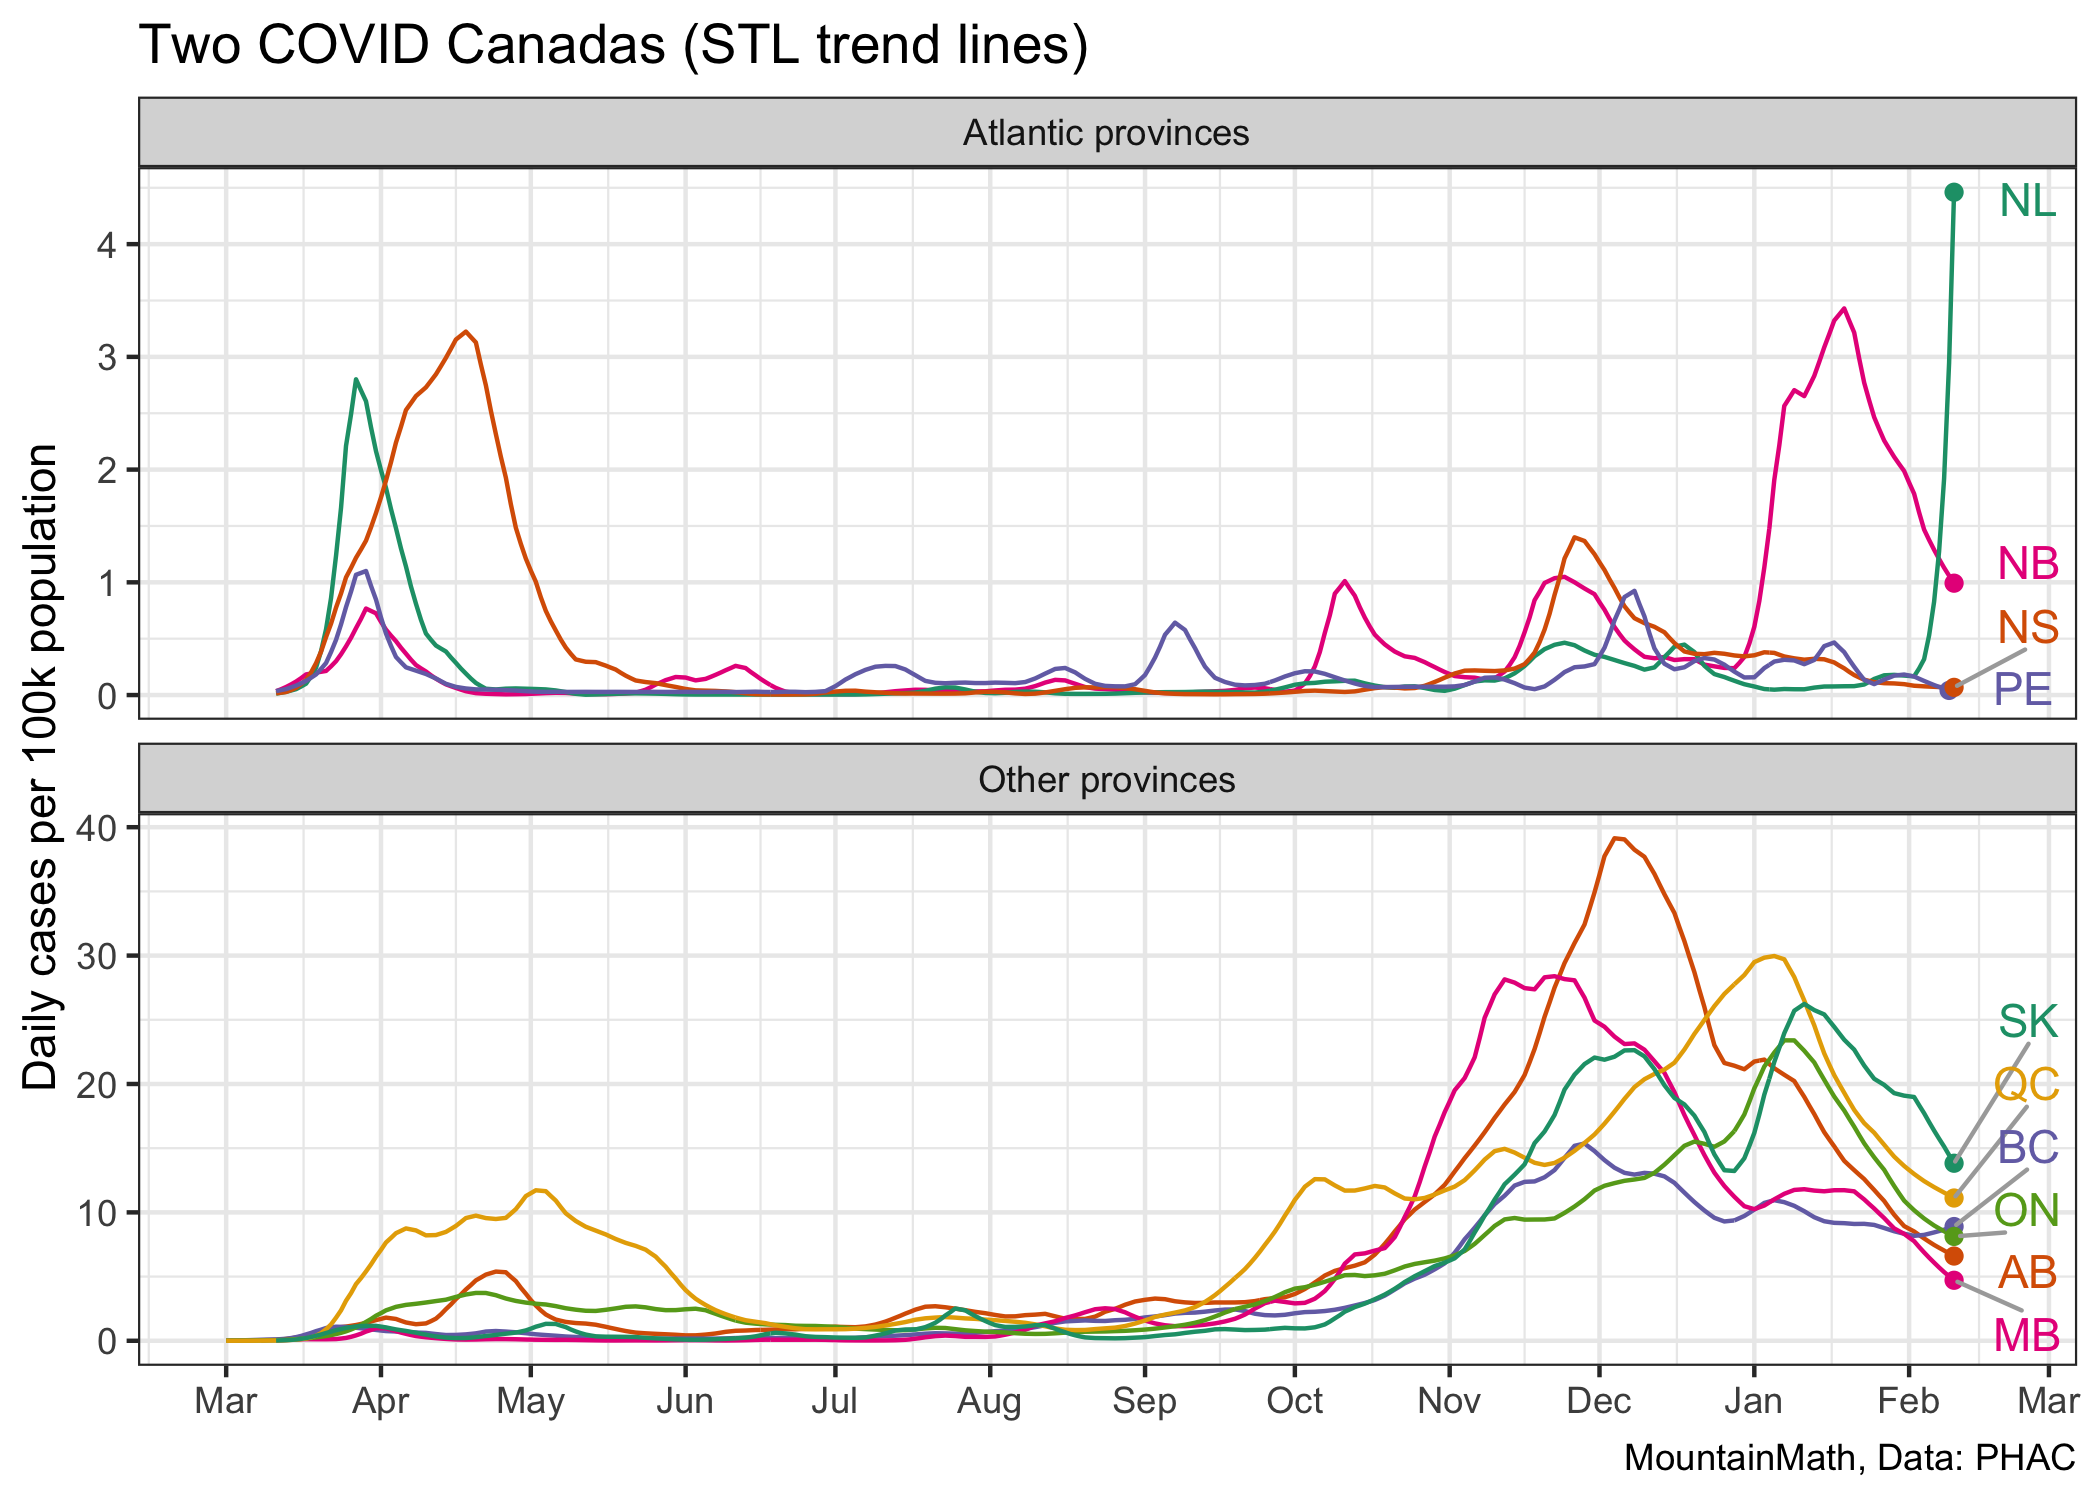 Two COVID Canadas (STL trend lines)
Atlantic provinces
Daily cases per 100k population
4
3
2
1
0
NL
NB
NS
PE
Other provinces
40
30
20
10
0
SK
QC
BC
ON
AB
MB
Mar Apr May Jun Jul Aug Sep Oct Nov Dec Jan Feb Mar
MountainMath, Data: PHAC